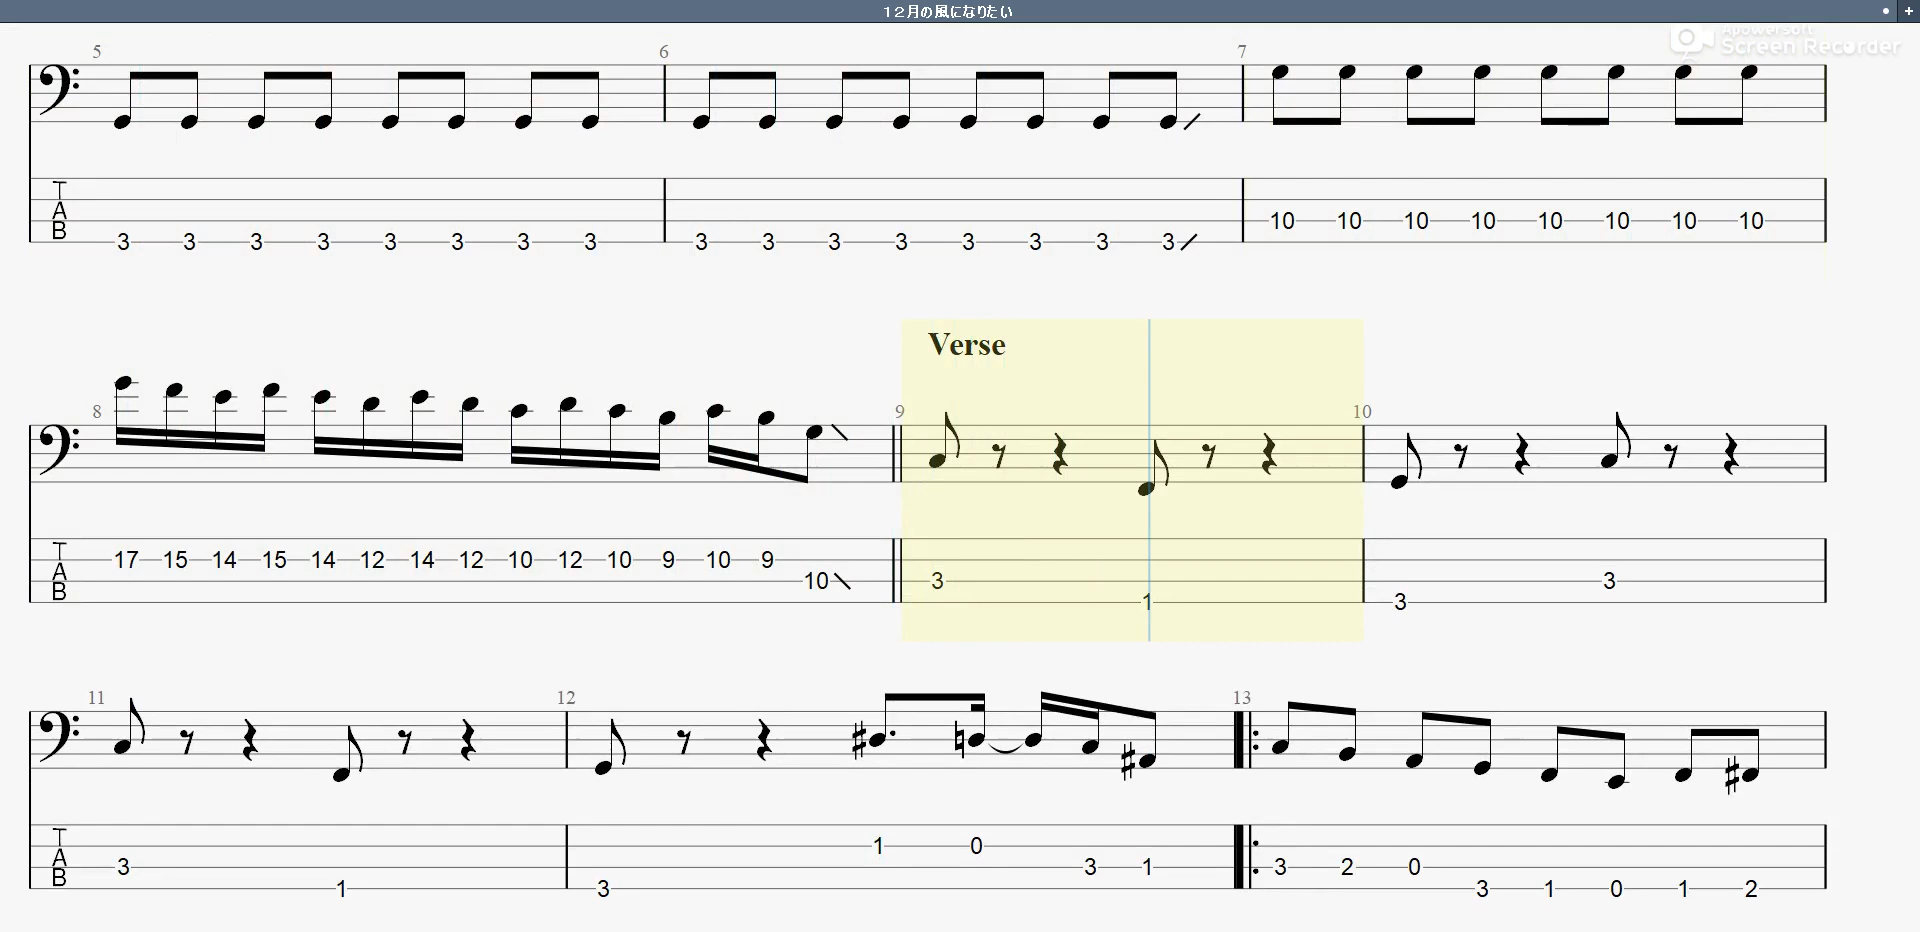 12月の風になりたい
Apowersoft
Screen Recorder
5 6 7
T
A
B
3 3 3 3 3 3 3 3 3 3 3 3 3 3 3 3 10 10 10 10 10 10 10 10
Verse
8 9 10
T
A
B
17 15 14 15 14 12 14 12 10 12 10 9 10 9 10 3 1 3 3
11 12 13
T
A
B
3 1 3 1 0 3 1 3 2 0 3 1 0 1 2